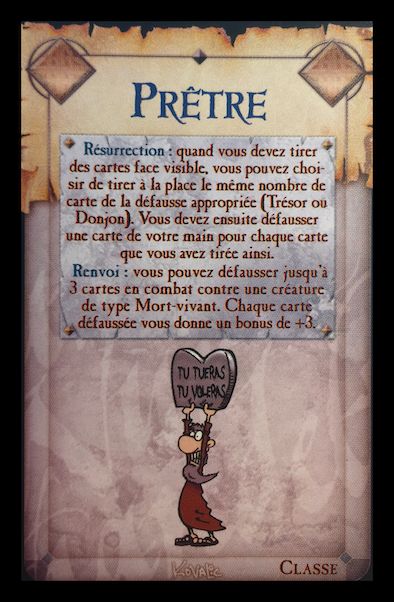 PRÊTRE
Résurrection : quand vous devez tirer
des cartes face visible, vous pouvez choi-
sir de tirer à la place le même nombre de
carte de la défausse appropriée (Trésor ou
Donjon). Vous devez ensuite défausser
une carte de votre main pour chaque carte
que vous avez tirée ainsi.
Renvoi : vous pouvez défausser jusqu'à
3 cartes en combat contre une créature
de type Mort-vivant. Chaque carte
défaussée vous donne un bonus de +3.
TU TUERAS
TU VOLERAS
KOVALIC
CLASSE